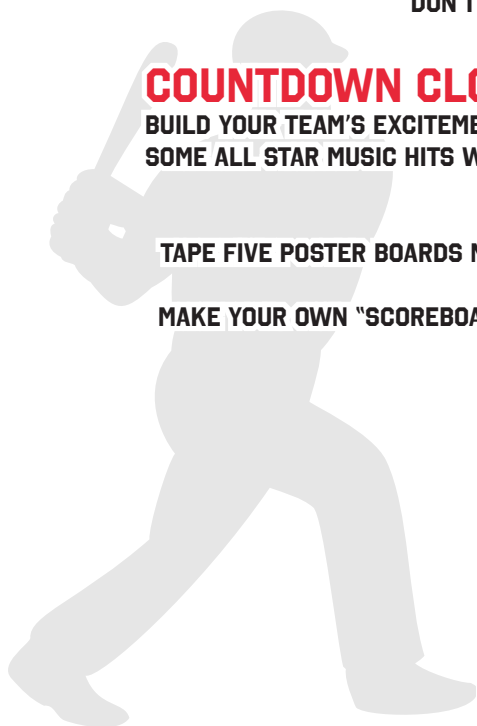 DON'T
COUNTDOWN CLO
BUILD YOUR TEAM'S EXCITEME
SOME ALL STAR MUSIC HITS W
TAPE FIVE POSTER BOARDS N
MAKE YOUR OWN "SCOREBOA